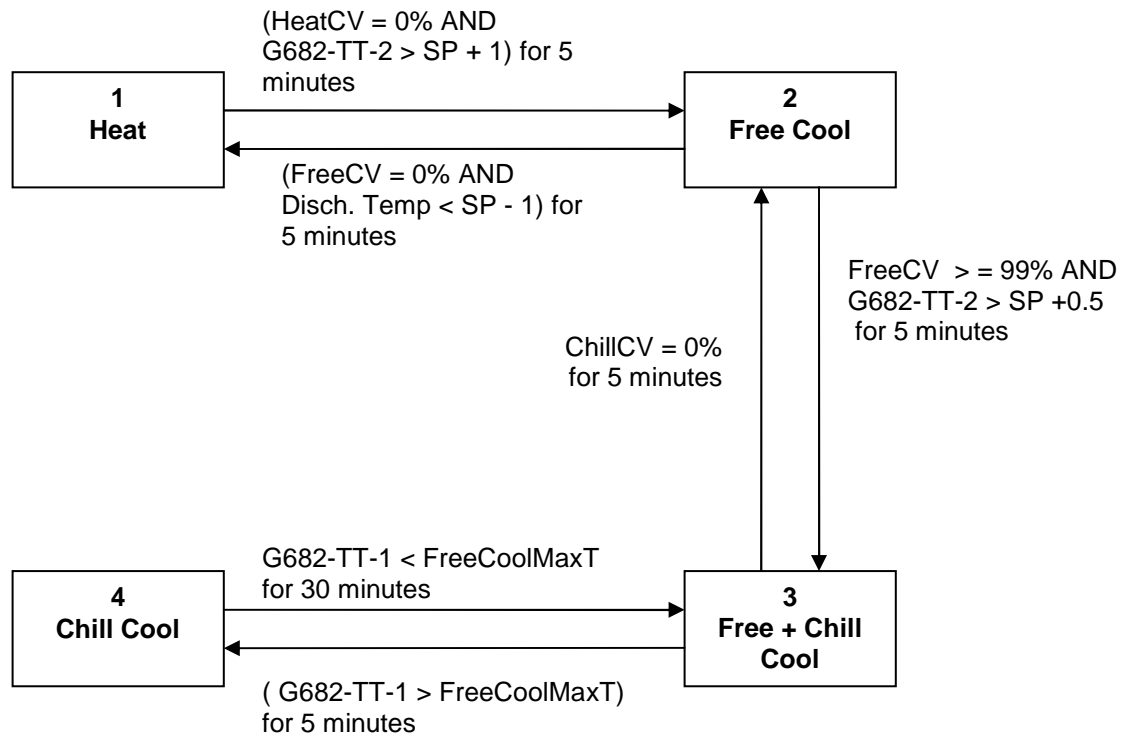 (HeatCV = 0% AND
G682-TT-2 > SP + 1) for 5
minutes
1
Heat
2
Free Cool
(FreeCV = 0% AND
Disch. Temp < SP - 1) for
5 minutes
FreeCV > = 99% AND
G682-TT-2 > SP +0.5
for 5 minutes
ChillCV = 0%
for 5 minutes
G682-TT-1 < FreeCoolMaxT
for 30 minutes
4
Chill Cool
3
Free + Chill
Cool
( G682-TT-1 > FreeCoolMaxT)
for 5 minutes